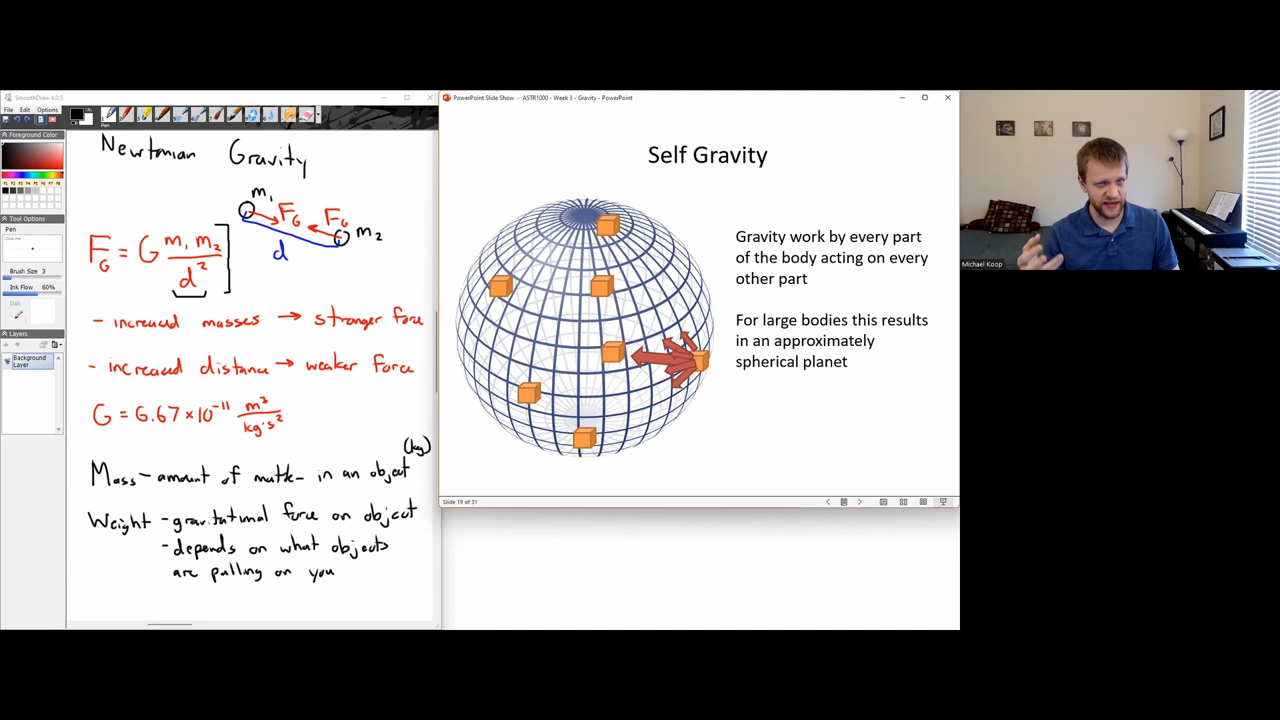 SmoothDraw 4.0.5
File Edit Options
Pen
Foreground Color
Tool Options
Pen
Brush Size 3
Ink Flow 60%
Layers
Background Layer
Newtonian Gravity
m₁
F_G
F_G
m₂
d
F_G = G m₁ m₂ / d²
- increased masses → stronger force
- increased distance → weaker force
G = 6.67 × 10⁻¹¹ m³ / kg·s²
(kg)
Mass - amount of matter in an object
Weight - gravitational force on object
- depends on what objects
are pulling on you
PowerPoint Slide Show - ASTR1000 - Week 3 - Gravity - PowerPoint
Self Gravity
Gravity work by every part
of the body acting on every
other part
For large bodies this results
in an approximately
spherical planet
Slide 19 of 31
Michael Koop